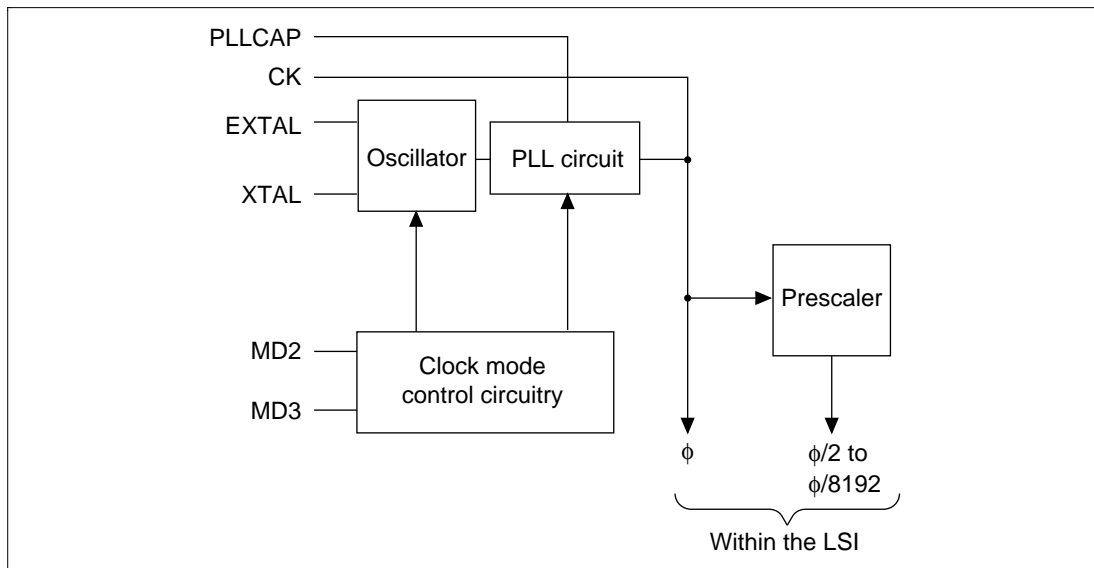 PLLCAP
CK
EXTAL
Oscillator
PLL circuit
XTAL
Prescaler
MD2
Clock mode
control circuitry
MD3
ϕ
ϕ/2 to
ϕ/8192
Within the LSI